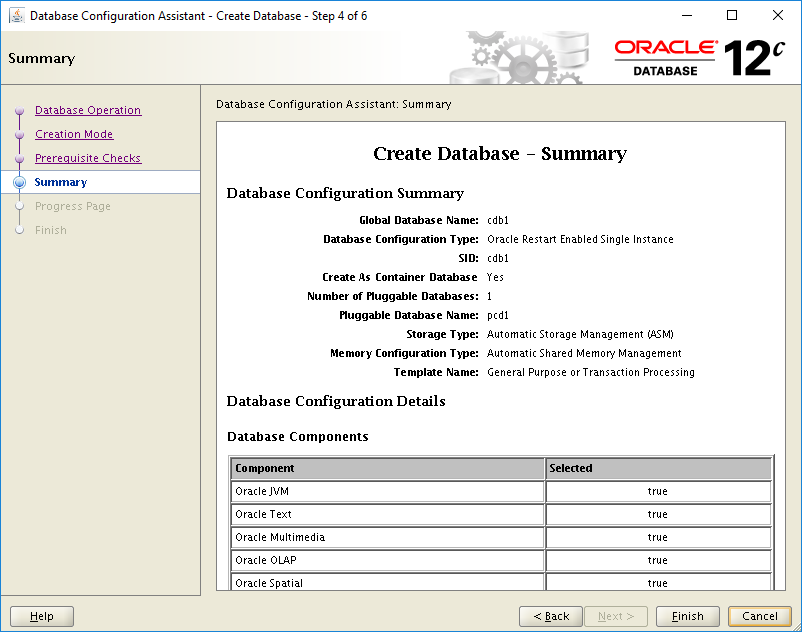 Database Configuration Assistant - Create Database - Step 4 of 6
Summary
ORACLE®
DATABASE
12c
Database Operation
Creation Mode
Prerequisite Checks
Summary
Progress Page
Finish
Database Configuration Assistant: Summary
Create Database - Summary
Database Configuration Summary
Global Database Name: cdb1
Database Configuration Type: Oracle Restart Enabled Single Instance
SID: cdb1
Create As Container Database Yes
Number of Pluggable Databases: 1
Pluggable Database Name: pcd1
Storage Type: Automatic Storage Management (ASM)
Memory Configuration Type: Automatic Shared Memory Management
Template Name: General Purpose or Transaction Processing
Database Configuration Details
Database Components
Component Selected
Oracle JVM true
Oracle Text true
Oracle Multimedia true
Oracle OLAP true
Oracle Spatial true
Help < Back Next > Finish Cancel